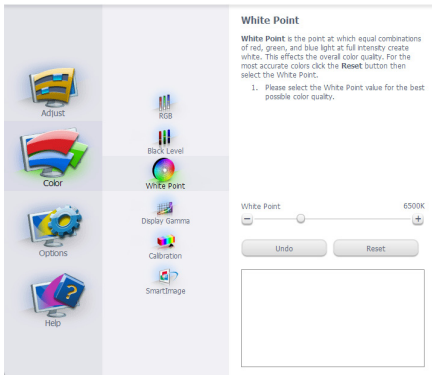 Adjust
Color
Options
Help
RGB
Black Level
White Point
Display Gamma
Calibration
SmartImage
White Point
White Point is the point at which equal combinations
of red, green, and blue light at full intensity create
white. This effects the overall color quality. For the
most accurate colors click the Reset button then
select the White Point.
1. Please select the White Point value for the best
possible color quality.
White Point 6500K
Undo Reset